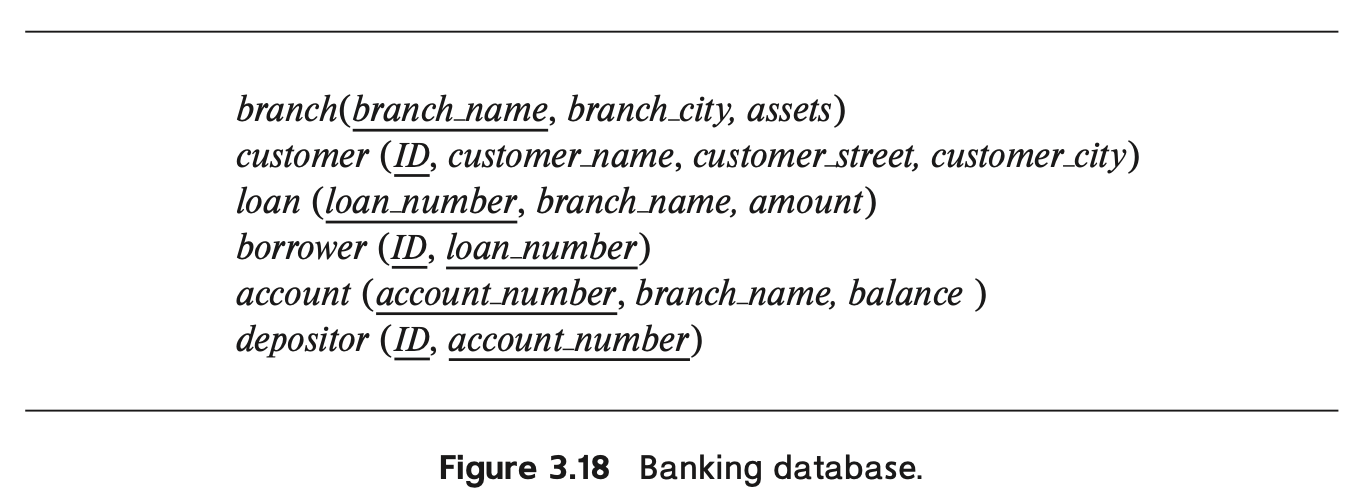 branch(branch_name, branch_city, assets)
customer (ID, customer_name, customer_street, customer_city)
loan (loan_number, branch_name, amount)
borrower (ID, loan_number)
account (account_number, branch_name, balance )
depositor (ID, account_number)
Figure 3.18 Banking database.